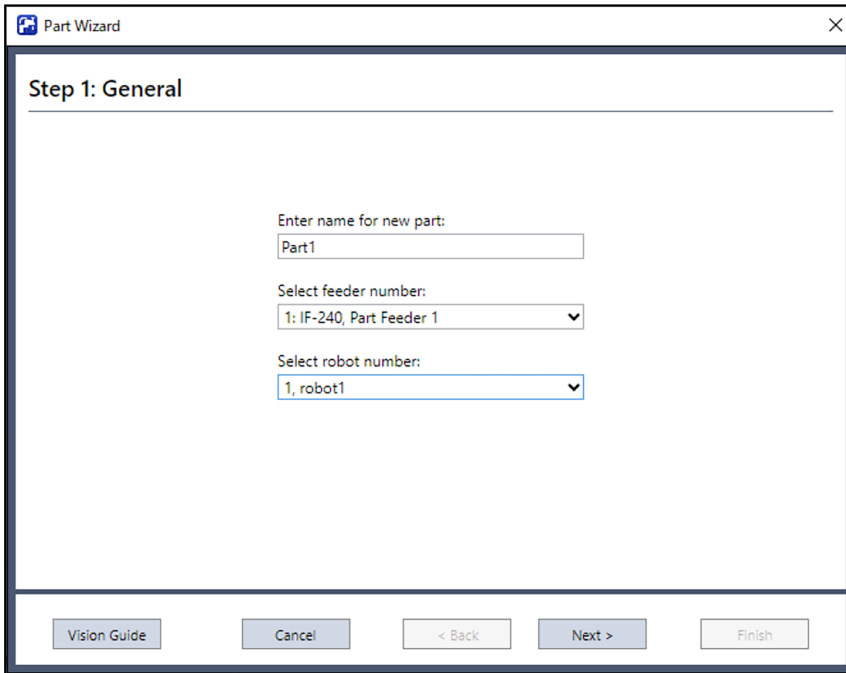 Part Wizard
Step 1: General
Enter name for new part:
Part1
Select feeder number:
1: IF-240, Part Feeder 1
Select robot number:
1, robot1
Vision Guide
Cancel
< Back
Next >
Finish